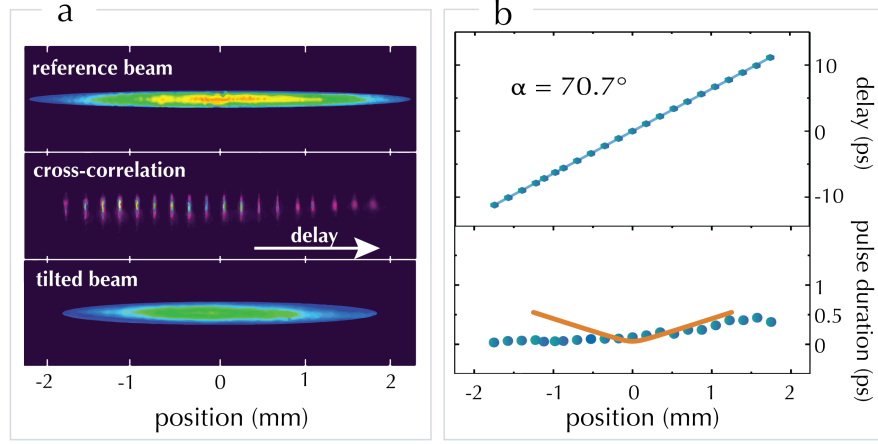 a
reference beam
cross-correlation
delay
tilted beam
-2 -1 0 1 2
position (mm)
b
α = 70.7°
10
0
-10
delay (ps)
1
0.5
0
pulse duration (ps)
-2 -1 0 1 2
position (mm)